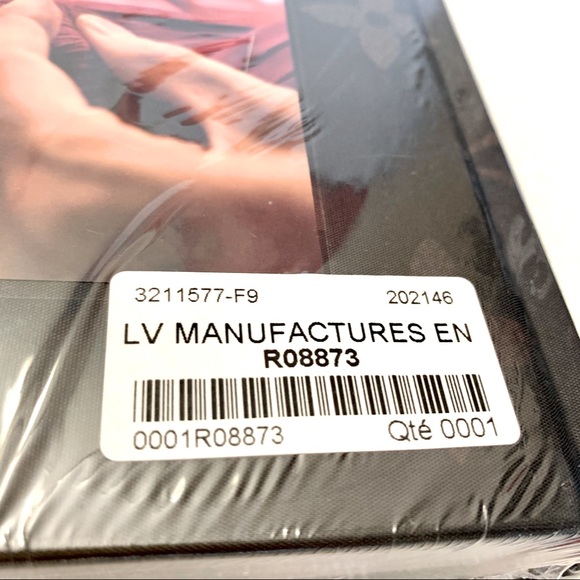 3211577-F9 202146
LV MANUFACTURES EN
R08873
0001R08873 Qté 0001